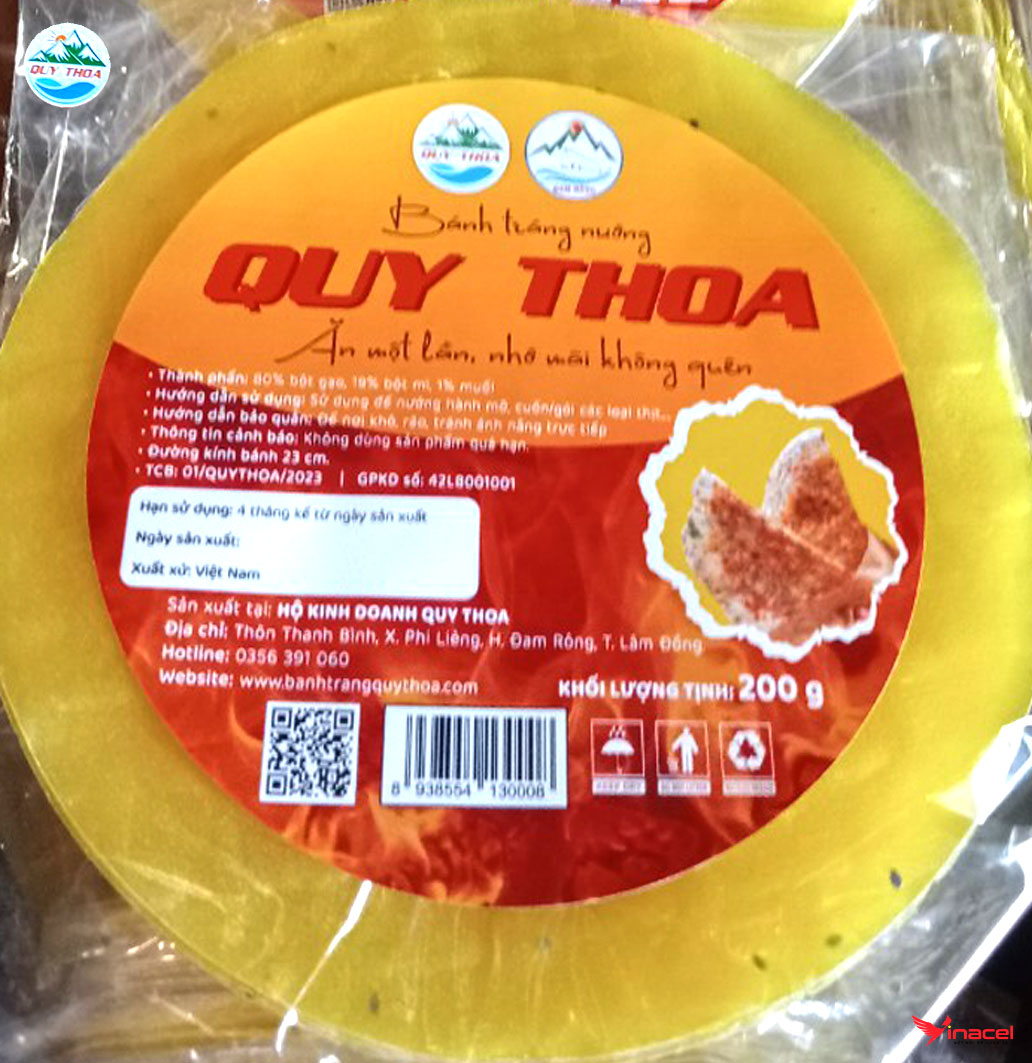 QUY THOA
QUY THOA
Bánh tráng nướng
QUY THOA
Ăn một lần, nhớ mãi không quên
• Thành phần: 80% bột gạo, 19% bột mì, 1% muối
• Hướng dẫn sử dụng: Sử dụng để nướng hành mỡ, cuốn/gói các loại thịt...
• Hướng dẫn bảo quản: Để nơi khô, ráo, tránh ánh nắng trực tiếp
• Thông tin cảnh báo: Không dùng sản phẩm quá hạn.
• Đường kính bánh 23 cm.
• TCB: 01/QUYTHOA/2023 | GPKD số: 42L8001001
Hạn sử dụng: 4 tháng kể từ ngày sản xuất
Ngày sản xuất:
Xuất xứ: Việt Nam
Sản xuất tại: HỘ KINH DOANH QUY THOA
Địa chỉ: Thôn Thanh Bình, X. Phi Liêng, H. Đam Rông, T. Lâm Đồng
Hotline: 0356 391 060
Website: www.banhtrangquythoa.com
KHỐI LƯỢNG TỊNH: 200 g
8 938554 130008
inacel